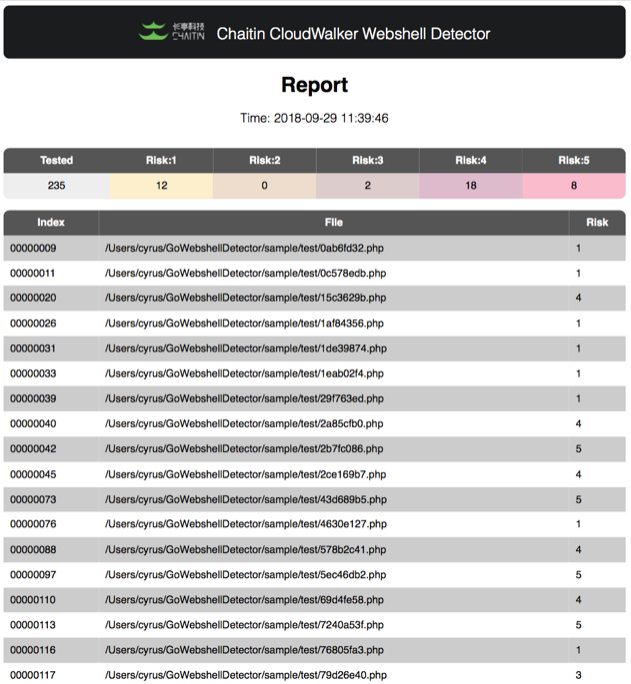 长亭科技
CHAITIN
Chaitin CloudWalker Webshell Detector
Report
Time: 2018-09-29 11:39:46
Tested Risk:1 Risk:2 Risk:3 Risk:4 Risk:5
235 12 0 2 18 8
Index File Risk
00000009 /Users/cyrus/GoWebshellDetector/sample/test/0ab6fd32.php 1
00000011 /Users/cyrus/GoWebshellDetector/sample/test/0c578edb.php 1
00000020 /Users/cyrus/GoWebshellDetector/sample/test/15c3629b.php 4
00000026 /Users/cyrus/GoWebshellDetector/sample/test/1af84356.php 1
00000031 /Users/cyrus/GoWebshellDetector/sample/test/1de39874.php 1
00000033 /Users/cyrus/GoWebshellDetector/sample/test/1eab02f4.php 1
00000039 /Users/cyrus/GoWebshellDetector/sample/test/29f763ed.php 1
00000040 /Users/cyrus/GoWebshellDetector/sample/test/2a85cfb0.php 4
00000042 /Users/cyrus/GoWebshellDetector/sample/test/2b7fc086.php 5
00000045 /Users/cyrus/GoWebshellDetector/sample/test/2ce169b7.php 4
00000073 /Users/cyrus/GoWebshellDetector/sample/test/43d689b5.php 5
00000076 /Users/cyrus/GoWebshellDetector/sample/test/4630e127.php 1
00000088 /Users/cyrus/GoWebshellDetector/sample/test/578b2c41.php 4
00000097 /Users/cyrus/GoWebshellDetector/sample/test/5ec46db2.php 5
00000110 /Users/cyrus/GoWebshellDetector/sample/test/69d4fe58.php 4
00000113 /Users/cyrus/GoWebshellDetector/sample/test/7240a53f.php 5
00000116 /Users/cyrus/GoWebshellDetector/sample/test/76805fa3.php 1
00000117 /Users/cyrus/GoWebshellDetector/sample/test/79d26e40.php 3